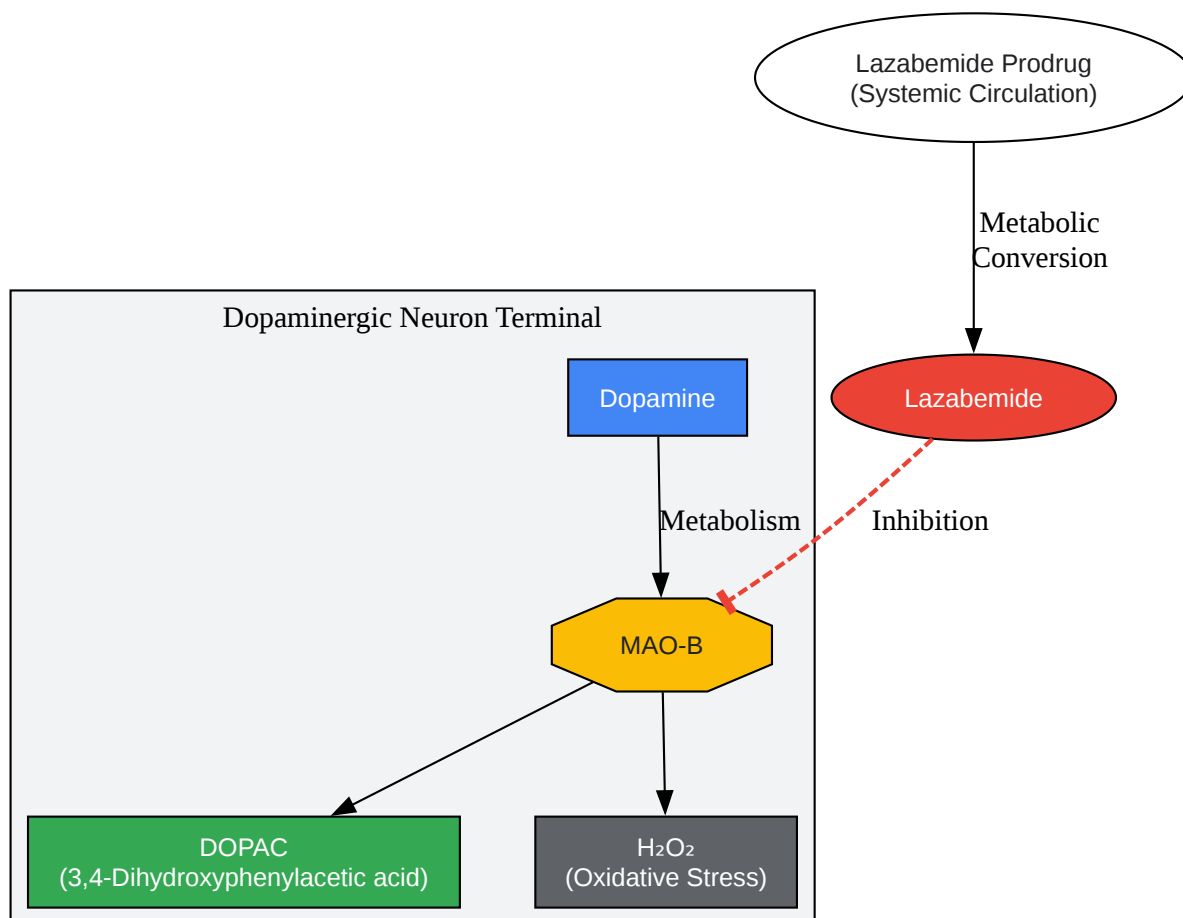 Lazabemide Prodrug
(Systemic Circulation)
Metabolic
Conversion
Dopaminergic Neuron Terminal
Dopamine
Lazabemide
Metabolism
Inhibition
MAO-B
DOPAC
(3,4-Dihydroxyphenylacetic acid)
H₂O₂
(Oxidative Stress)